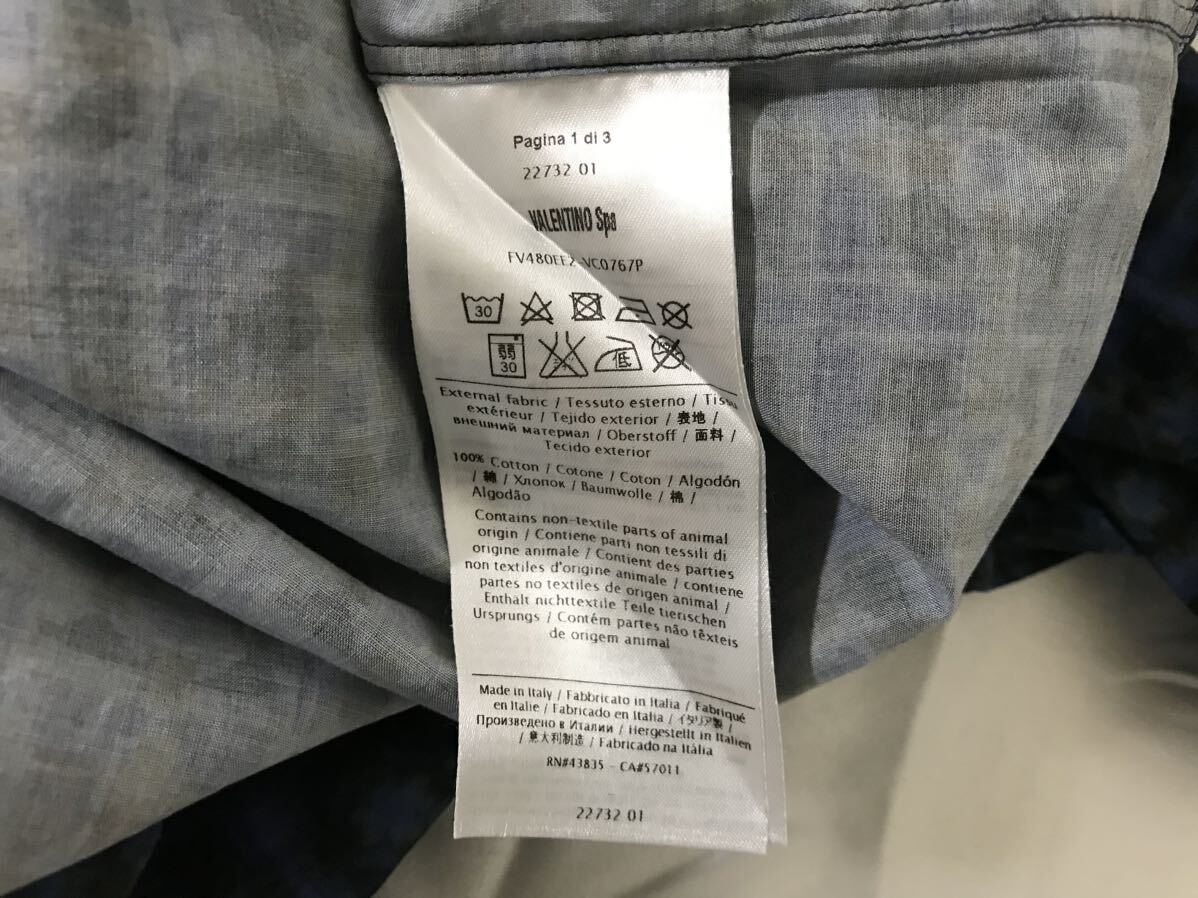 Pagina 1 di 3
22732 01
VALENTINO Spa
FV480FF2 VC0767P
30
弱
30
低
External fabric / Tessuto esterno / Tissu
extérieur / Tejido exterior / 表地 /
внешний материал / Oberstoff / 面料 /
Tecido exterior
100% Cotton / Cotone / Coton / Algodón
/ 綿 / Хлопок / Baumwolle / 棉 /
Algodão
Contains non-textile parts of animal
origin / Contiene parti non tessili di
origine animale / Contient des parties
non textiles d'origine animale / contiene
partes no textiles de origen animal /
Enthält nichttextile Teile tierischen
Ursprungs / Contém partes não têxteis
de origem animal
Made in Italy / Fabbricato in Italia / Fabriqué
en Italie / Fabricado en Italia / イタリア製 /
Произведено в Италии / Hergestellt in Italien
/ 意大利制造 / Fabricado na Itália
RN#43835 - CA#57011
22732 01